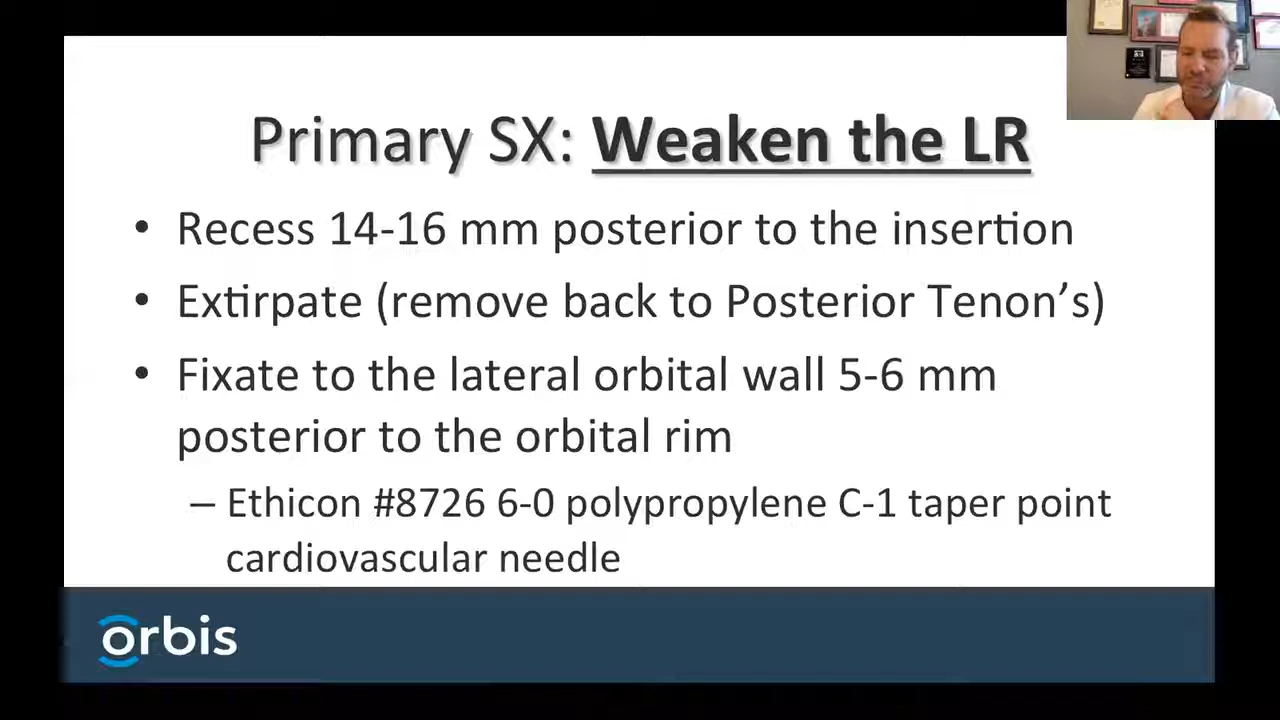 Primary SX: Weaken the LR
• Recess 14-16 mm posterior to the insertion
• Extirpate (remove back to Posterior Tenon's)
• Fixate to the lateral orbital wall 5-6 mm
posterior to the orbital rim
– Ethicon #8726 6-0 polypropylene C-1 taper point
cardiovascular needle
orbis